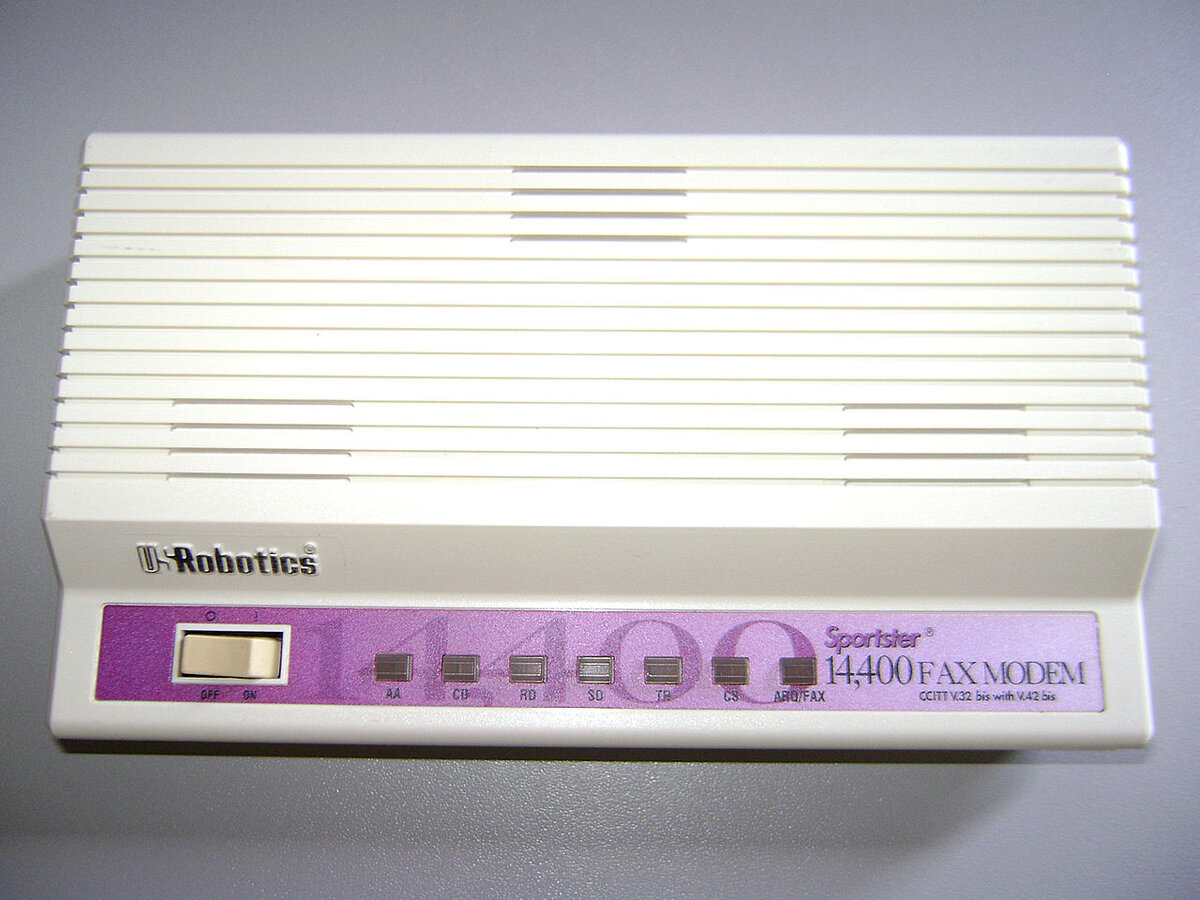 USRobotics®
O I
OFF ON
14,400
AA CD RD SD TR CS ARQ/FAX
Sportster®
14,400 FAX MODEM
CCITT V.32 bis with V.42 bis